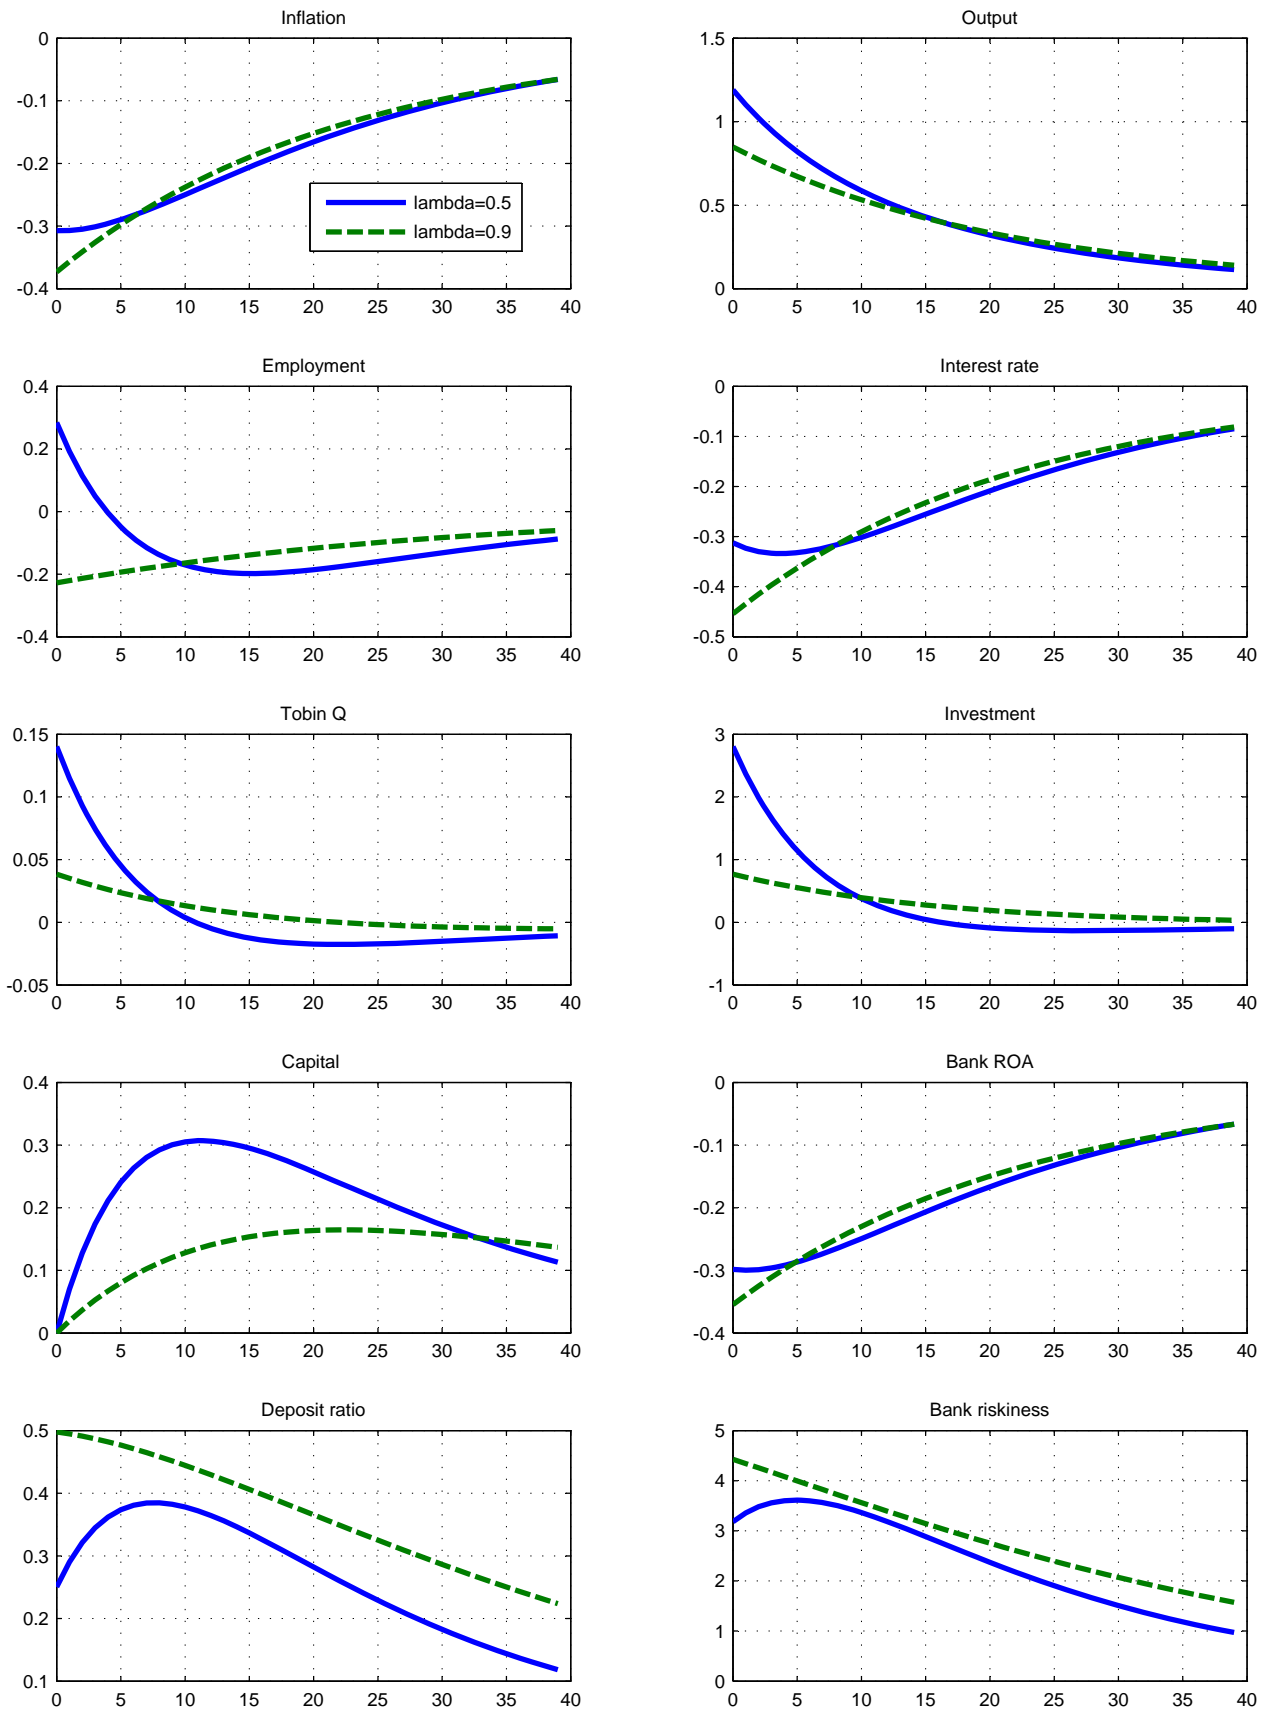 Inflation
0
-0.1
-0.2
-0.3
-0.4
0 5 10 15 20 25 30 35 40
lambda=0.5
lambda=0.9
Output
1.5
1
0.5
0
0 5 10 15 20 25 30 35 40
Employment
0.4
0.2
0
-0.2
-0.4
0 5 10 15 20 25 30 35 40
Interest rate
0
-0.1
-0.2
-0.3
-0.4
-0.5
0 5 10 15 20 25 30 35 40
Tobin Q
0.15
0.1
0.05
0
-0.05
0 5 10 15 20 25 30 35 40
Investment
3
2
1
0
-1
0 5 10 15 20 25 30 35 40
Capital
0.4
0.3
0.2
0.1
0
0 5 10 15 20 25 30 35 40
Bank ROA
0
-0.1
-0.2
-0.3
-0.4
0 5 10 15 20 25 30 35 40
Deposit ratio
0.5
0.4
0.3
0.2
0.1
0 5 10 15 20 25 30 35 40
Bank riskiness
5
4
3
2
1
0
0 5 10 15 20 25 30 35 40